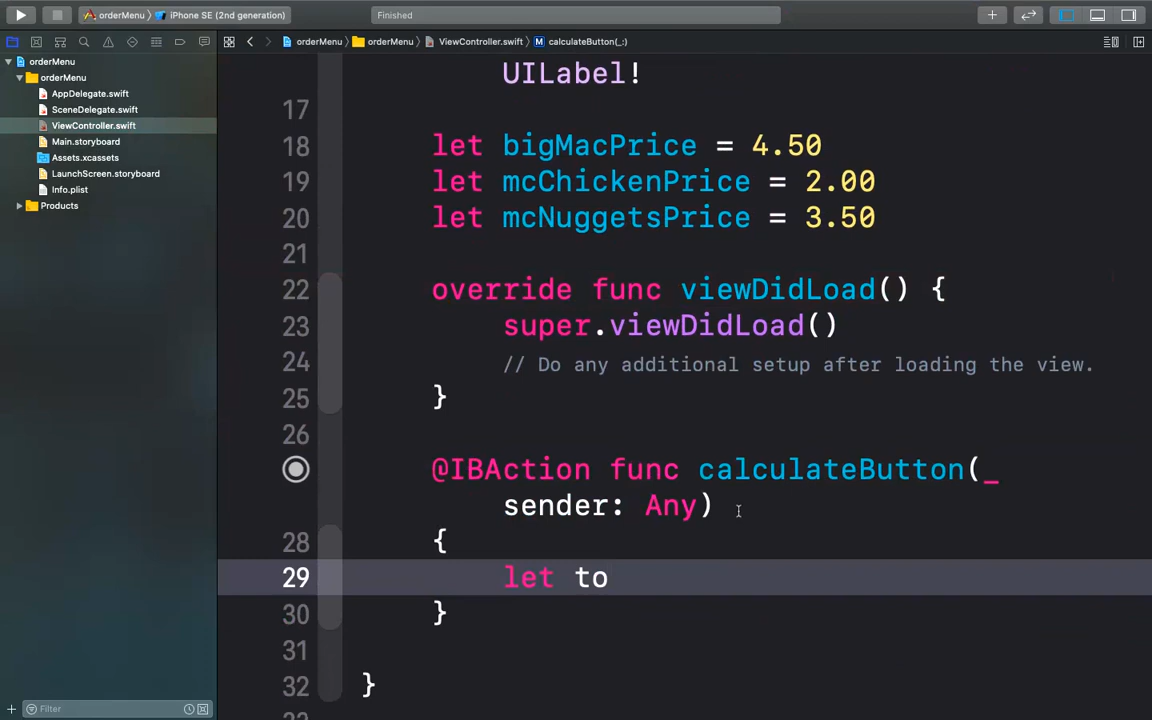 orderMenu
iPhone SE (2nd generation)
Finished
orderMenu
orderMenu
ViewController.swift
M
calculateButton(_:)
orderMenu
orderMenu
AppDelegate.swift
SceneDelegate.swift
ViewController.swift
Main.storyboard
Assets.xcassets
LaunchScreen.storyboard
Info.plist
Products
Filter
UILabel!
17
18 let bigMacPrice = 4.50
19 let mcChickenPrice = 2.00
20 let mcNuggetsPrice = 3.50
21
22 override func viewDidLoad() {
23 super.viewDidLoad()
24 // Do any additional setup after loading the view.
25 }
26
@IBAction func calculateButton(_
sender: Any)
28 {
29 let to
30 }
31
32 }